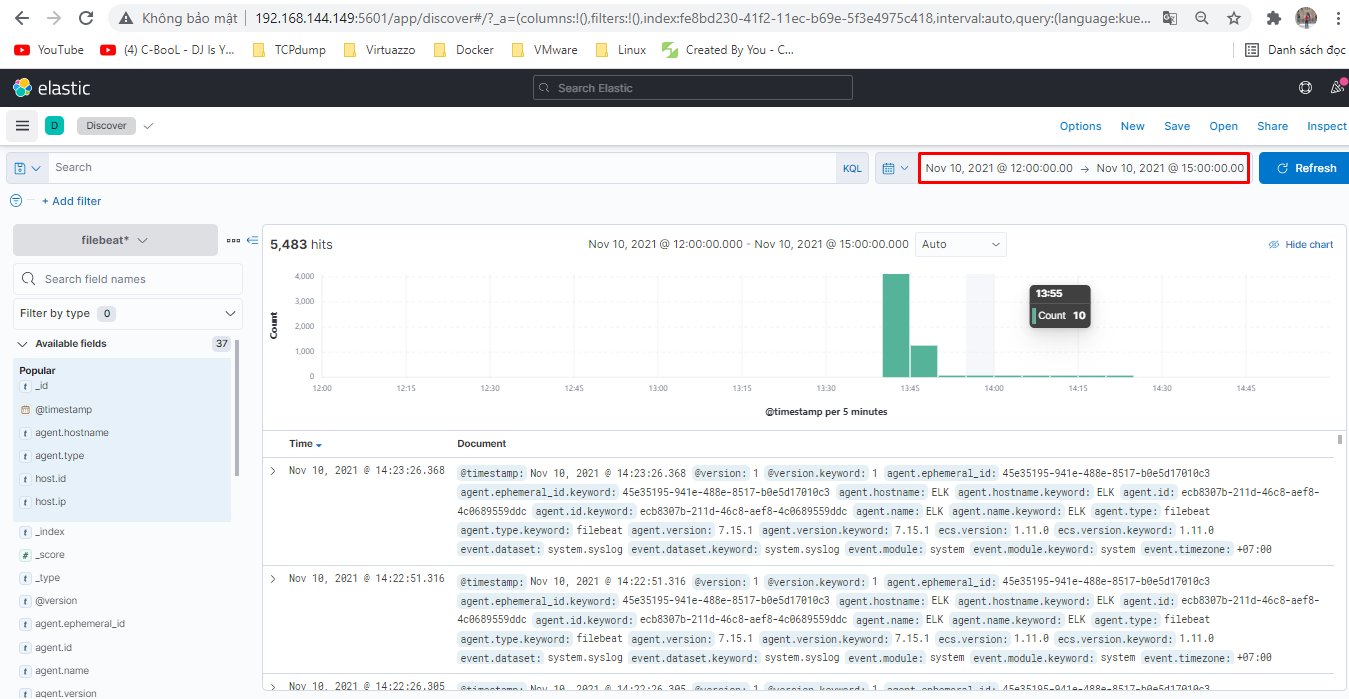 Không bảo mật | 192.168.144.149:5601/app/discover#/?_a=(columns:!(),filters:!(),index:fe8bd230-41f2-11ec-b69e-5f3e4975c418,interval:auto,query:(language:kue...
YouTube (4) C-BooL - DJ Is Y... TCPdump Virtuazzo Docker VMware Linux Created By You - C... Danh sách đọc
elastic Search Elastic
D Discover Options New Save Open Share Inspect
Search KQL Nov 10, 2021 @ 12:00:00.00 → Nov 10, 2021 @ 15:00:00.00 Refresh
+ Add filter
filebeat* 5,483 hits Nov 10, 2021 @ 12:00:00.000 - Nov 10, 2021 @ 15:00:00.000 Auto Hide chart
Search field names
Filter by type 0
Available fields 37
Popular
t _id
@timestamp
t agent.hostname
t agent.type
t host.id
t host.ip
t _index
# _score
t _type
t @version
t agent.ephemeral_id
t agent.id
t agent.name
t agent.version
Count
4,000
3,000
2,000
1,000
0
13:55
Count 10
12:00 12:15 12:30 12:45 13:00 13:15 13:30 13:45 14:00 14:15 14:30 14:45
@timestamp per 5 minutes
Time Document
Nov 10, 2021 @ 14:23:26.368 @timestamp: Nov 10, 2021 @ 14:23:26.368 @version: 1 @version.keyword: 1 agent.ephemeral_id: 45e35195-941e-488e-8517-b0e5d17010c3
agent.ephemeral_id.keyword: 45e35195-941e-488e-8517-b0e5d17010c3 agent.hostname: ELK agent.hostname.keyword: ELK agent.id: ecb8307b-211d-46c8-aef8-
4c0689559ddc agent.id.keyword: ecb8307b-211d-46c8-aef8-4c0689559ddc agent.name: ELK agent.name.keyword: ELK agent.type: filebeat
agent.type.keyword: filebeat agent.version: 7.15.1 agent.version.keyword: 7.15.1 ecs.version: 1.11.0 ecs.version.keyword: 1.11.0
event.dataset: system.syslog event.dataset.keyword: system.syslog event.module: system event.module.keyword: system event.timezone: +07:00
Nov 10, 2021 @ 14:22:51.316 @timestamp: Nov 10, 2021 @ 14:22:51.316 @version: 1 @version.keyword: 1 agent.ephemeral_id: 45e35195-941e-488e-8517-b0e5d17010c3
agent.ephemeral_id.keyword: 45e35195-941e-488e-8517-b0e5d17010c3 agent.hostname: ELK agent.hostname.keyword: ELK agent.id: ecb8307b-211d-46c8-aef8-
4c0689559ddc agent.id.keyword: ecb8307b-211d-46c8-aef8-4c0689559ddc agent.name: ELK agent.name.keyword: ELK agent.type: filebeat
agent.type.keyword: filebeat agent.version: 7.15.1 agent.version.keyword: 7.15.1 ecs.version: 1.11.0 ecs.version.keyword: 1.11.0
event.dataset: system.syslog event.dataset.keyword: system.syslog event.module: system event.module.keyword: system event.timezone: +07:00
Nov 10, 2021 @ 14:22:26.305 @timestamp: Nov 10, 2021 @ 14:22:26.305 @version: 1 @version.keyword: 1 agent.ephemeral_id: 45e35195-941e-488e-8517-b0e5d17010c3